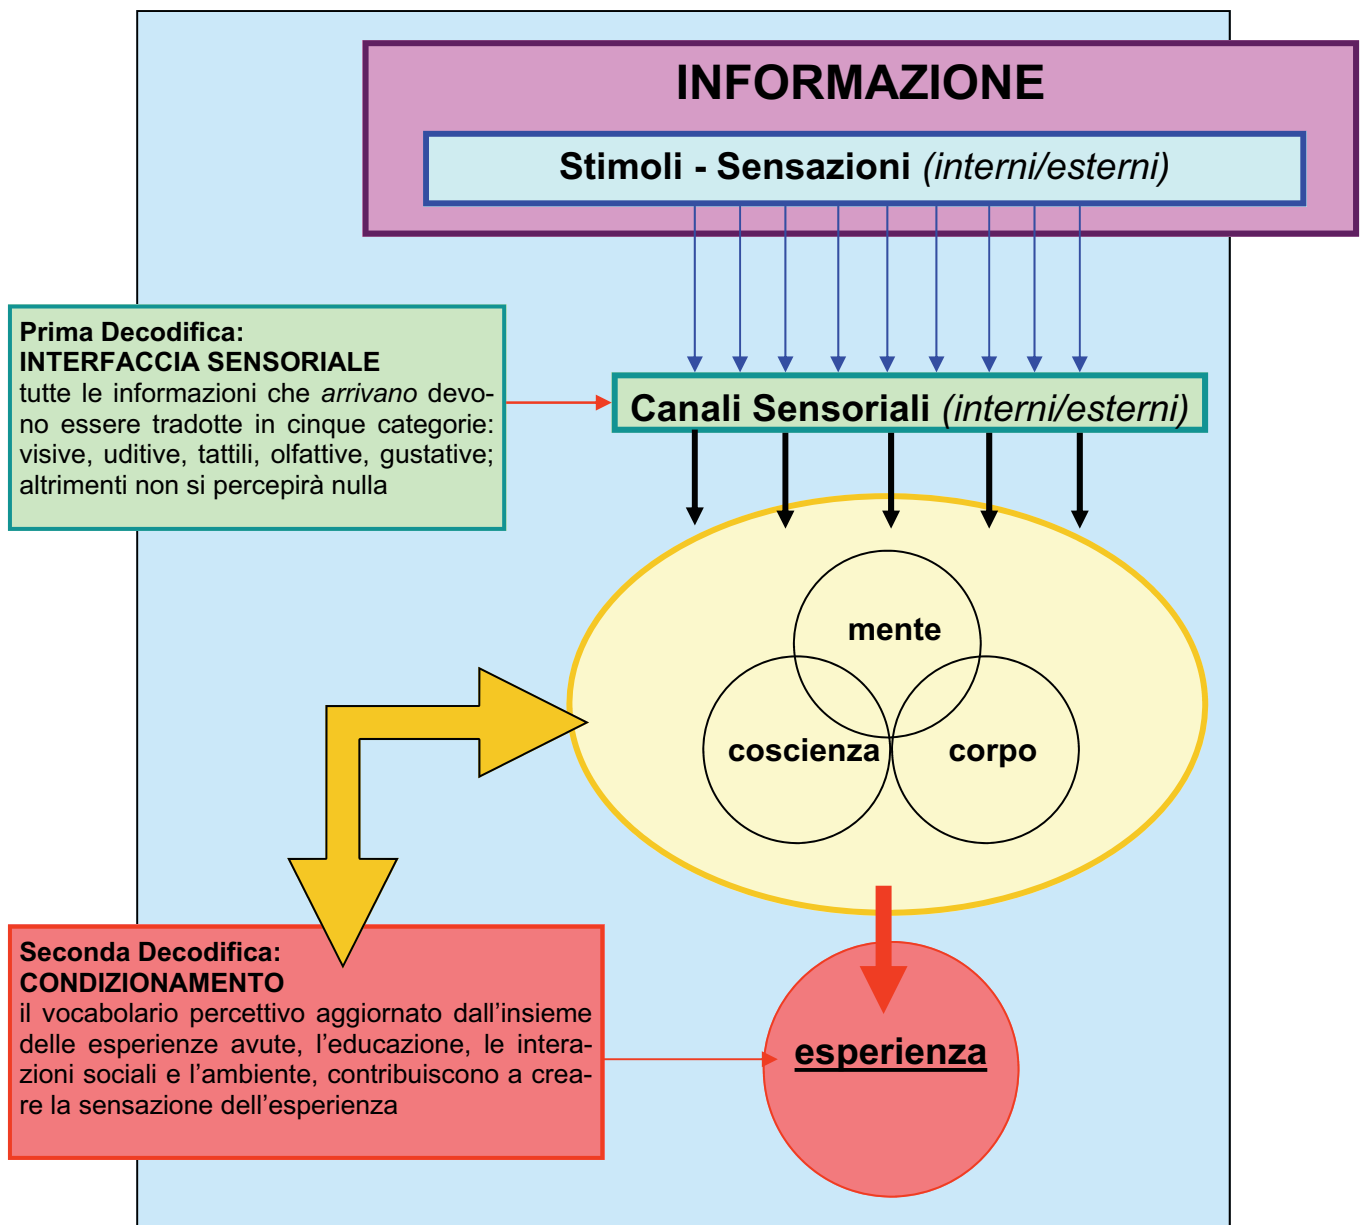 INFORMAZIONE
Stimoli - Sensazioni (interni/esterni)
Prima Decodifica:
INTERFACCIA SENSORIALE
tutte le informazioni che arrivano devo-
no essere tradotte in cinque categorie:
visive, uditive, tattili, olfattive, gustative;
altrimenti non si percepirà nulla
Canali Sensoriali (interni/esterni)
mente
coscienza
corpo
Seconda Decodifica:
CONDIZIONAMENTO
il vocabolario percettivo aggiornato dall’insieme
delle esperienze avute, l’educazione, le intera-
zioni sociali e l’ambiente, contribuiscono a crea-
re la sensazione dell’esperienza
esperienza